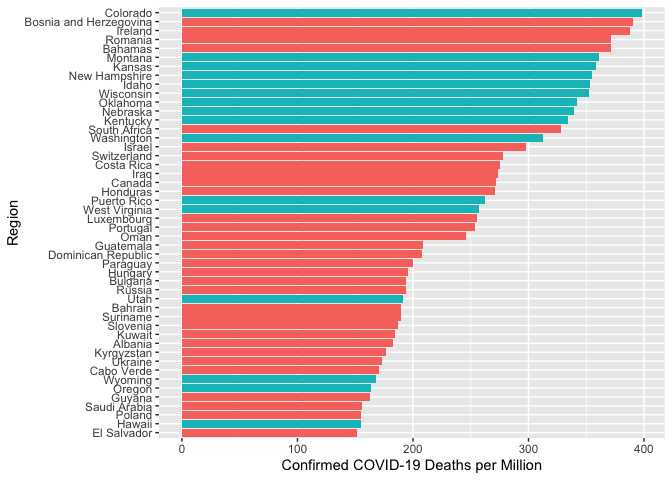 Colorado
Bosnia and Herzegovina
Ireland
Romania
Bahamas
Montana
Kansas
New Hampshire
Idaho
Wisconsin
Oklahoma
Nebraska
Kentucky
South Africa
Washington
Israel
Switzerland
Costa Rica
Iraq
Canada
Honduras
Puerto Rico
West Virginia
Luxembourg
Portugal
Oman
Guatemala
Dominican Republic
Paraguay
Hungary
Bulgaria
Russia
Utah
Bahrain
Suriname
Slovenia
Kuwait
Albania
Kyrgyzstan
Ukraine
Cabo Verde
Wyoming
Oregon
Guyana
Saudi Arabia
Poland
Hawaii
El Salvador
Region
0 100 200 300 400
Confirmed COVID-19 Deaths per Million